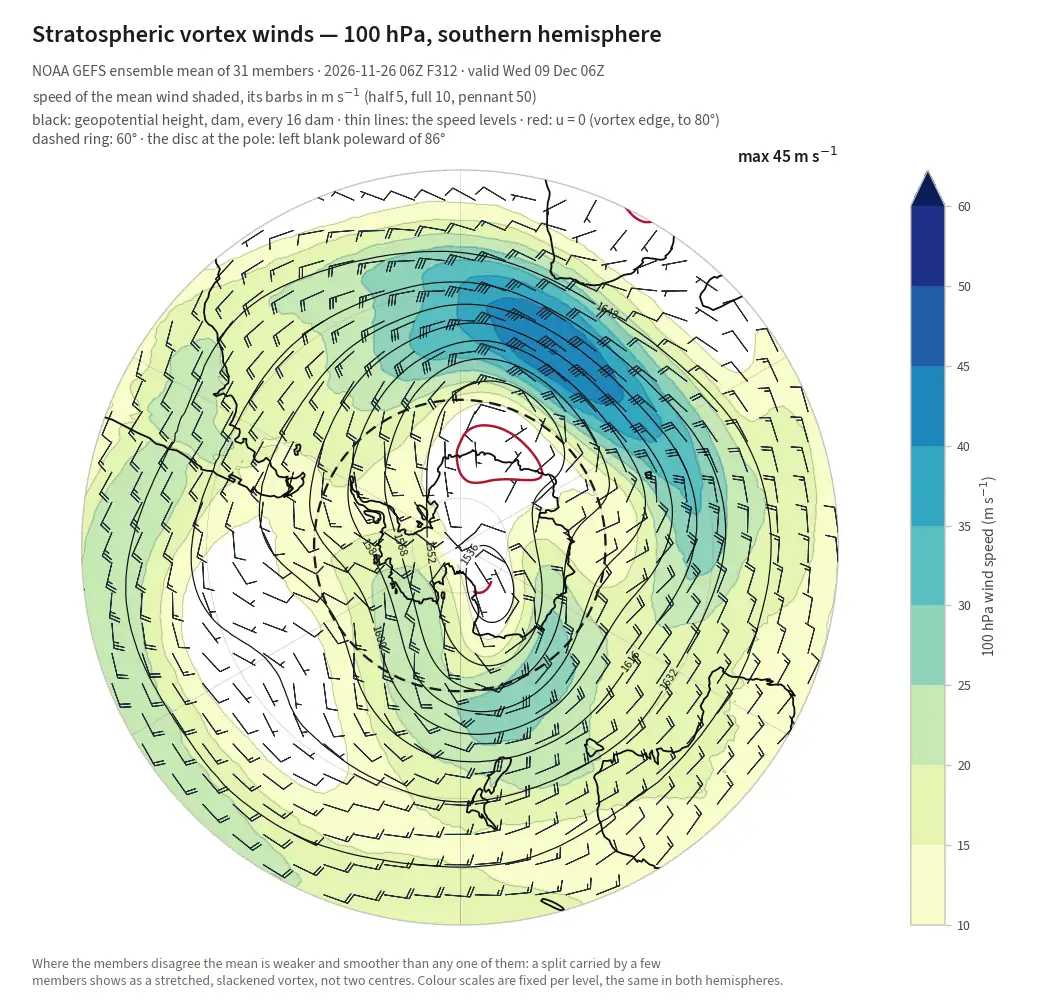 Stratospheric vortex winds — 100 hPa, southern hemisphere
NOAA GEFS ensemble mean of 31 members · 2026-11-26 06Z F312 · valid Wed 09 Dec 06Z
speed of the mean wind shaded, its barbs in m s⁻¹ (half 5, full 10, pennant 50)
black: geopotential height, dam, every 16 dam · thin lines: the speed levels · red: u = 0 (vortex edge, to 80°)
dashed ring: 60° · the disc at the pole: left blank poleward of 86°
max 45 m s⁻¹
60
50
45
40
35
30
25
20
15
10
100 hPa wind speed (m s⁻¹)
1648
1536
1552
1568
1600
1616
1632
Where the members disagree the mean is weaker and smoother than any one of them: a split carried by a few
members shows as a stretched, slackened vortex, not two centres. Colour scales are fixed per level, the same in both hemispheres.